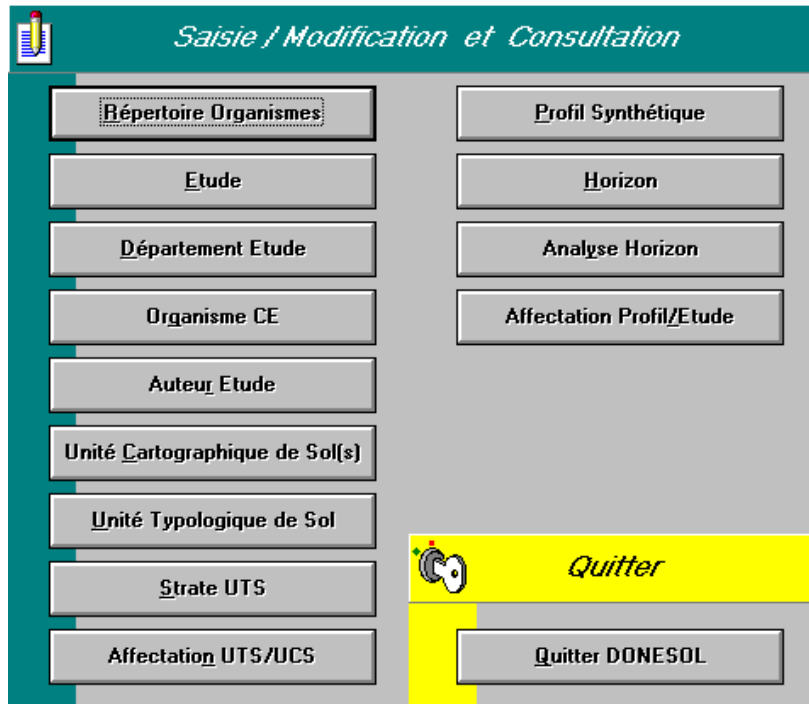 Saisie / Modification et Consultation
Répertoire Organismes
Etude
Département Etude
Organisme CE
Auteur Etude
Unité Cartographique de Sol(s)
Unité Typologique de Sol
Strate UTS
Affectation UTS/UCS
Profil Synthétique
Horizon
Analyse Horizon
Affectation Profil/Etude
Quitter
Quitter DONESOL